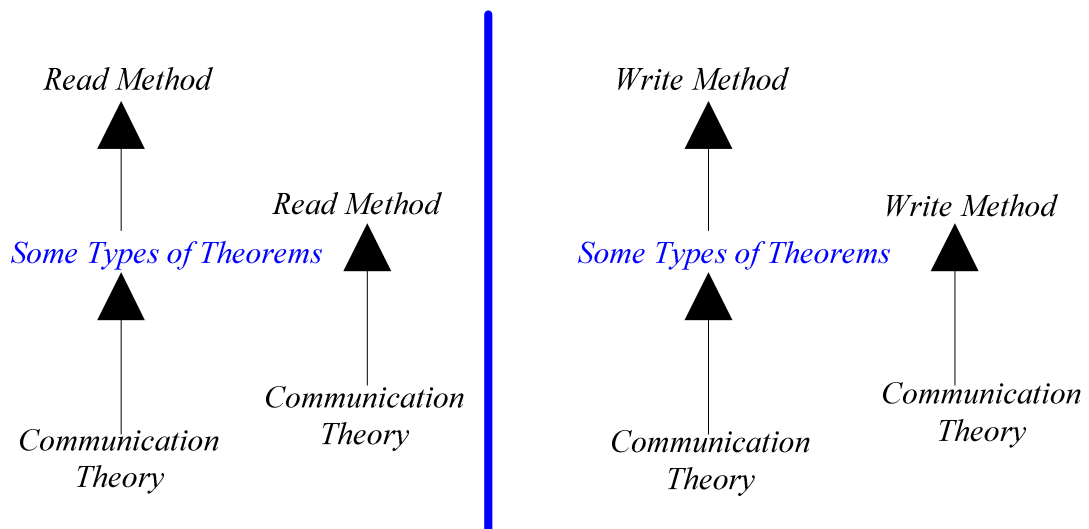 Read Method
Read Method
Some Types of Theorems
Communication
Theory
Communication
Theory
Write Method
Write Method
Some Types of Theorems
Communication
Theory
Communication
Theory